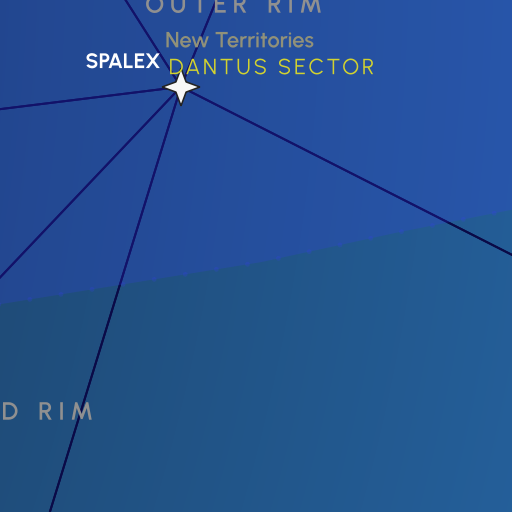 OUTER RIM
New Territories
SPALEX
DANTUS SECTOR
D RIM